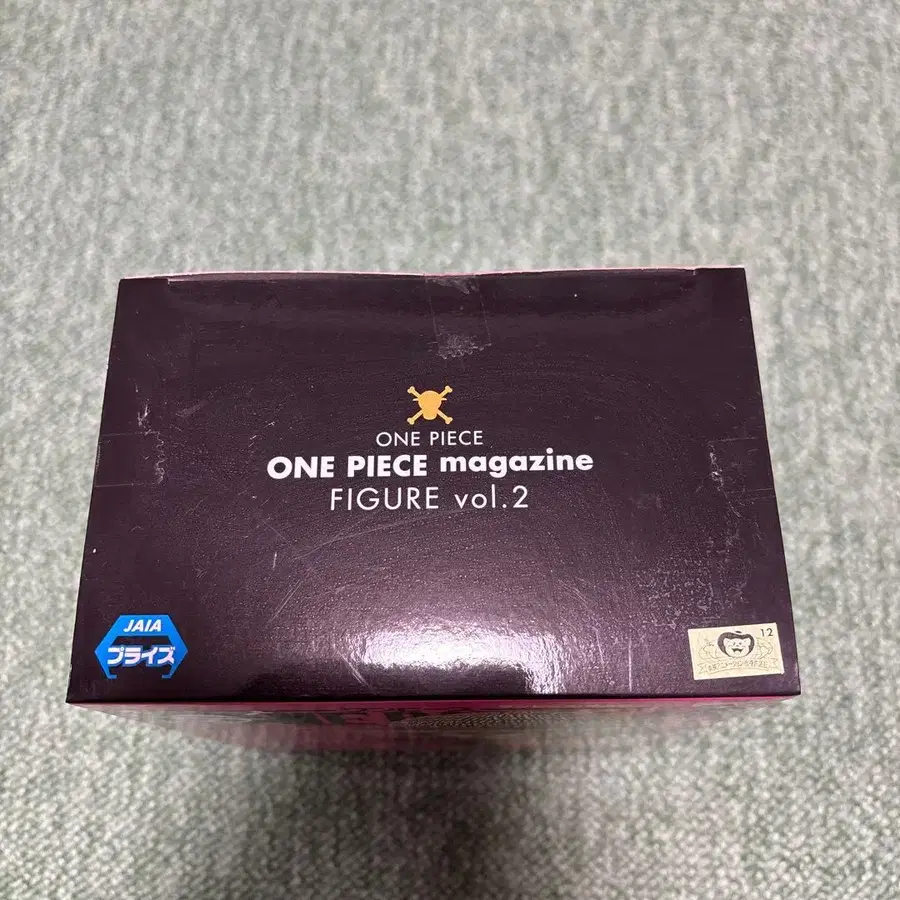 ONE PIECE
ONE PIECE magazine
FIGURE vol.2
JAIA
プライズ
12